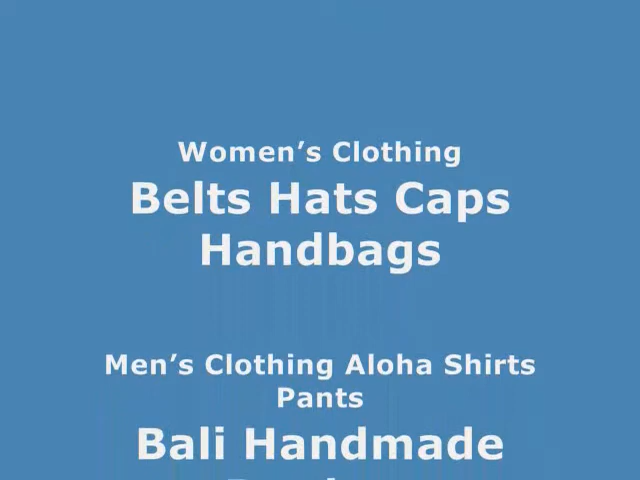 Women’s Clothing
Belts Hats Caps
Handbags
Men’s Clothing Aloha Shirts
Pants
Bali Handmade